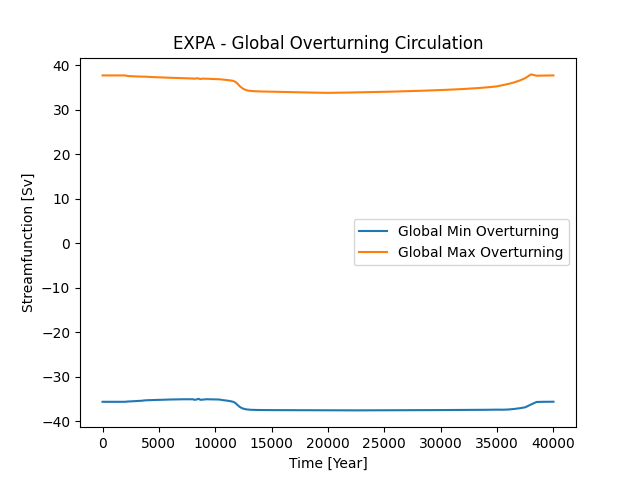 EXPA - Global Overturning Circulation
Streamfunction [Sv]
40
30
20
10
0
−10
−20
−30
−40
Global Min Overturning
Global Max Overturning
0 5000 10000 15000 20000 25000 30000 35000 40000
Time [Year]